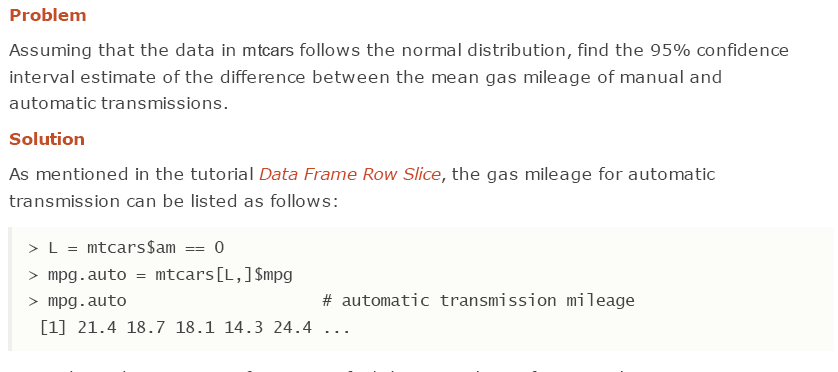 Problem
Assuming that the data in mtcars follows the normal distribution, find the 95% confidence
interval estimate of the difference between the mean gas mileage of manual and
automatic transmissions.
Solution
As mentioned in the tutorial Data Frame Row Slice, the gas mileage for automatic
transmission can be listed as follows:
> L = mtcars$am == 0
> mpg.auto = mtcars[L,]$mpg
> mpg.auto # automatic transmission mileage
[1] 21.4 18.7 18.1 14.3 24.4 ...